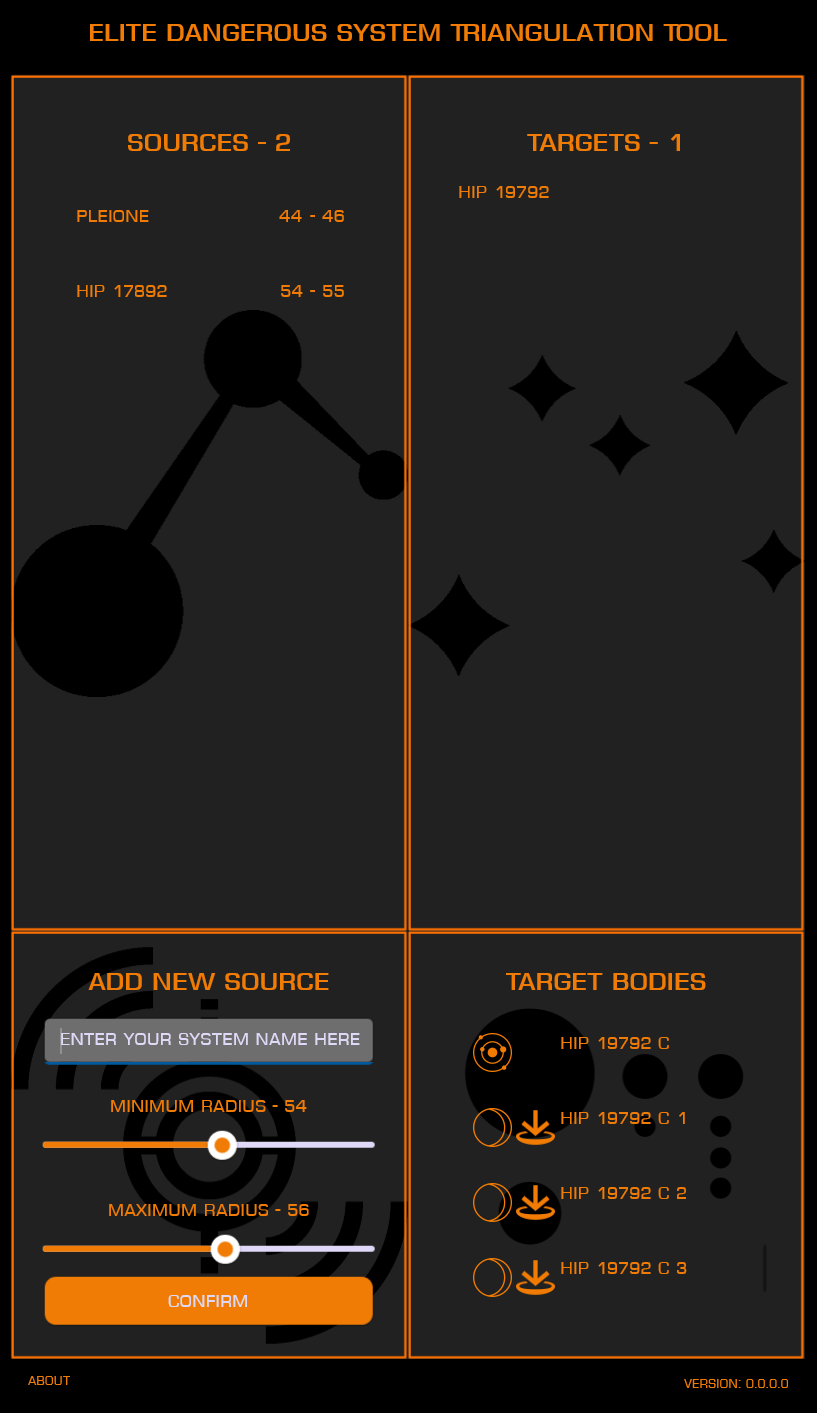 ELITE DANGEROUS SYSTEM TRIANGULATION TOOL
SOURCES - 2
PLEIONE 44 - 46
HIP 17892 54 - 55
TARGETS - 1
HIP 19792
ADD NEW SOURCE
ENTER YOUR SYSTEM NAME HERE
MINIMUM RADIUS - 54
MAXIMUM RADIUS - 56
CONFIRM
TARGET BODIES
HIP 19792 C
HIP 19792 C 1
HIP 19792 C 2
HIP 19792 C 3
ABOUT
VERSION: 0.0.0.0